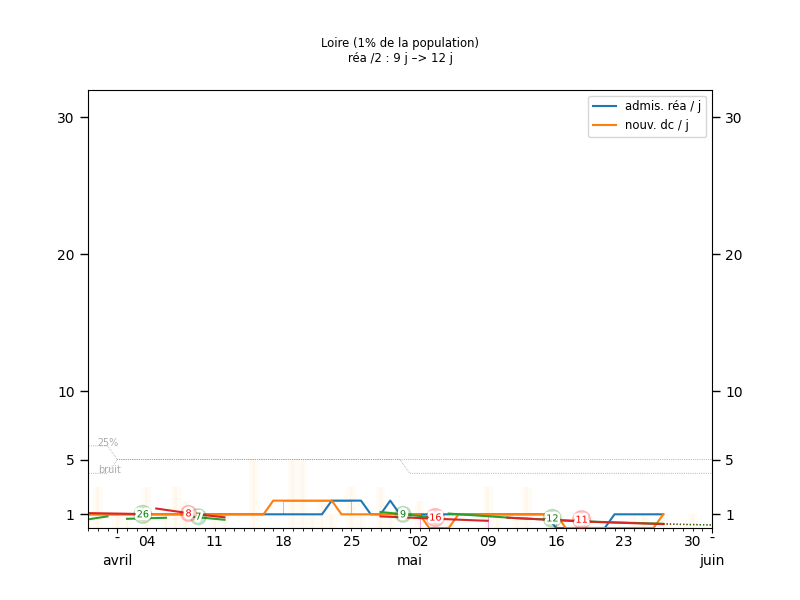 Loire (1% de la population)
réa /2 : 9 j –> 12 j
admis. réa / j
nouv. dc / j
30 30
20 20
10 10
5 5
1 1
25%
bruit
26 8 7 9 16 12 11
- 04 11 18 25 - 02 09 16 23 30 -
avril mai juin